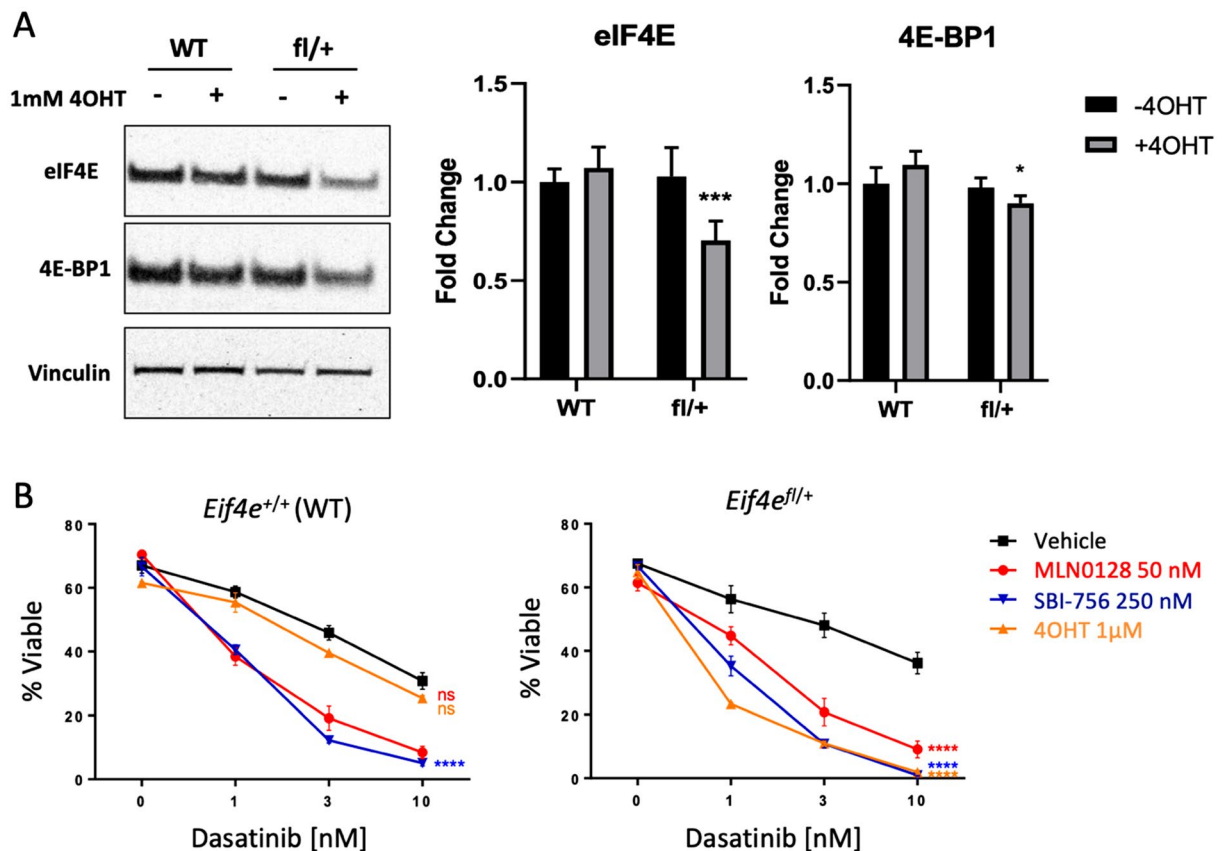 A
WT fl/+
1mM 4OHT - + - +
eIF4E
4E-BP1
Vinculin
eIF4E
Fold Change
1.5
1.0
0.5
0.0
***
WT fl/+
4E-BP1
Fold Change
1.5
1.0
0.5
0.0
*
WT fl/+
-4OHT
+4OHT
B
Eif4e+/+ (WT)
% Viable
80
60
40
20
0
ns
ns
****
0 1 3 10
Dasatinib [nM]
Eif4efl/+
% Viable
80
60
40
20
0
****
****
****
0 1 3 10
Dasatinib [nM]
Vehicle
MLN0128 50 nM
SBI-756 250 nM
4OHT 1µM